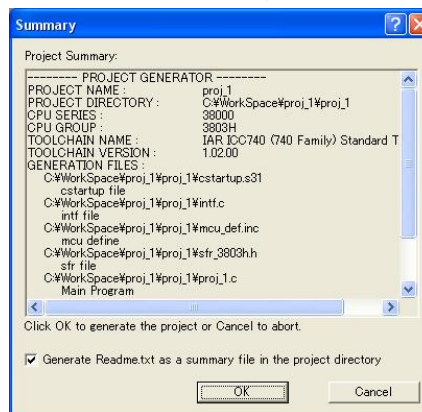 Summary
Project Summary:
-------- PROJECT GENERATOR --------
PROJECT NAME : proj_1
PROJECT DIRECTORY : C:¥WorkSpace¥proj_1¥proj_1
CPU SERIES : 38000
CPU GROUP : 3803H
TOOLCHAIN NAME : IAR ICC740 (740 Family) Standard T
TOOLCHAIN VERSION : 1.02.00
GENERATION FILES :
C:¥WorkSpace¥proj_1¥proj_1¥cstartup.s31
cstartup file
C:¥WorkSpace¥proj_1¥proj_1¥intf.c
intf file
C:¥WorkSpace¥proj_1¥proj_1¥mcu_def.inc
mcu define
C:¥WorkSpace¥proj_1¥proj_1¥sfr_3803h.h
sfr file
C:¥WorkSpace¥proj_1¥proj_1¥proj_1.c
Main Program
Click OK to generate the project or Cancel to abort.
Generate Readme.txt as a summary file in the project directory
OK Cancel